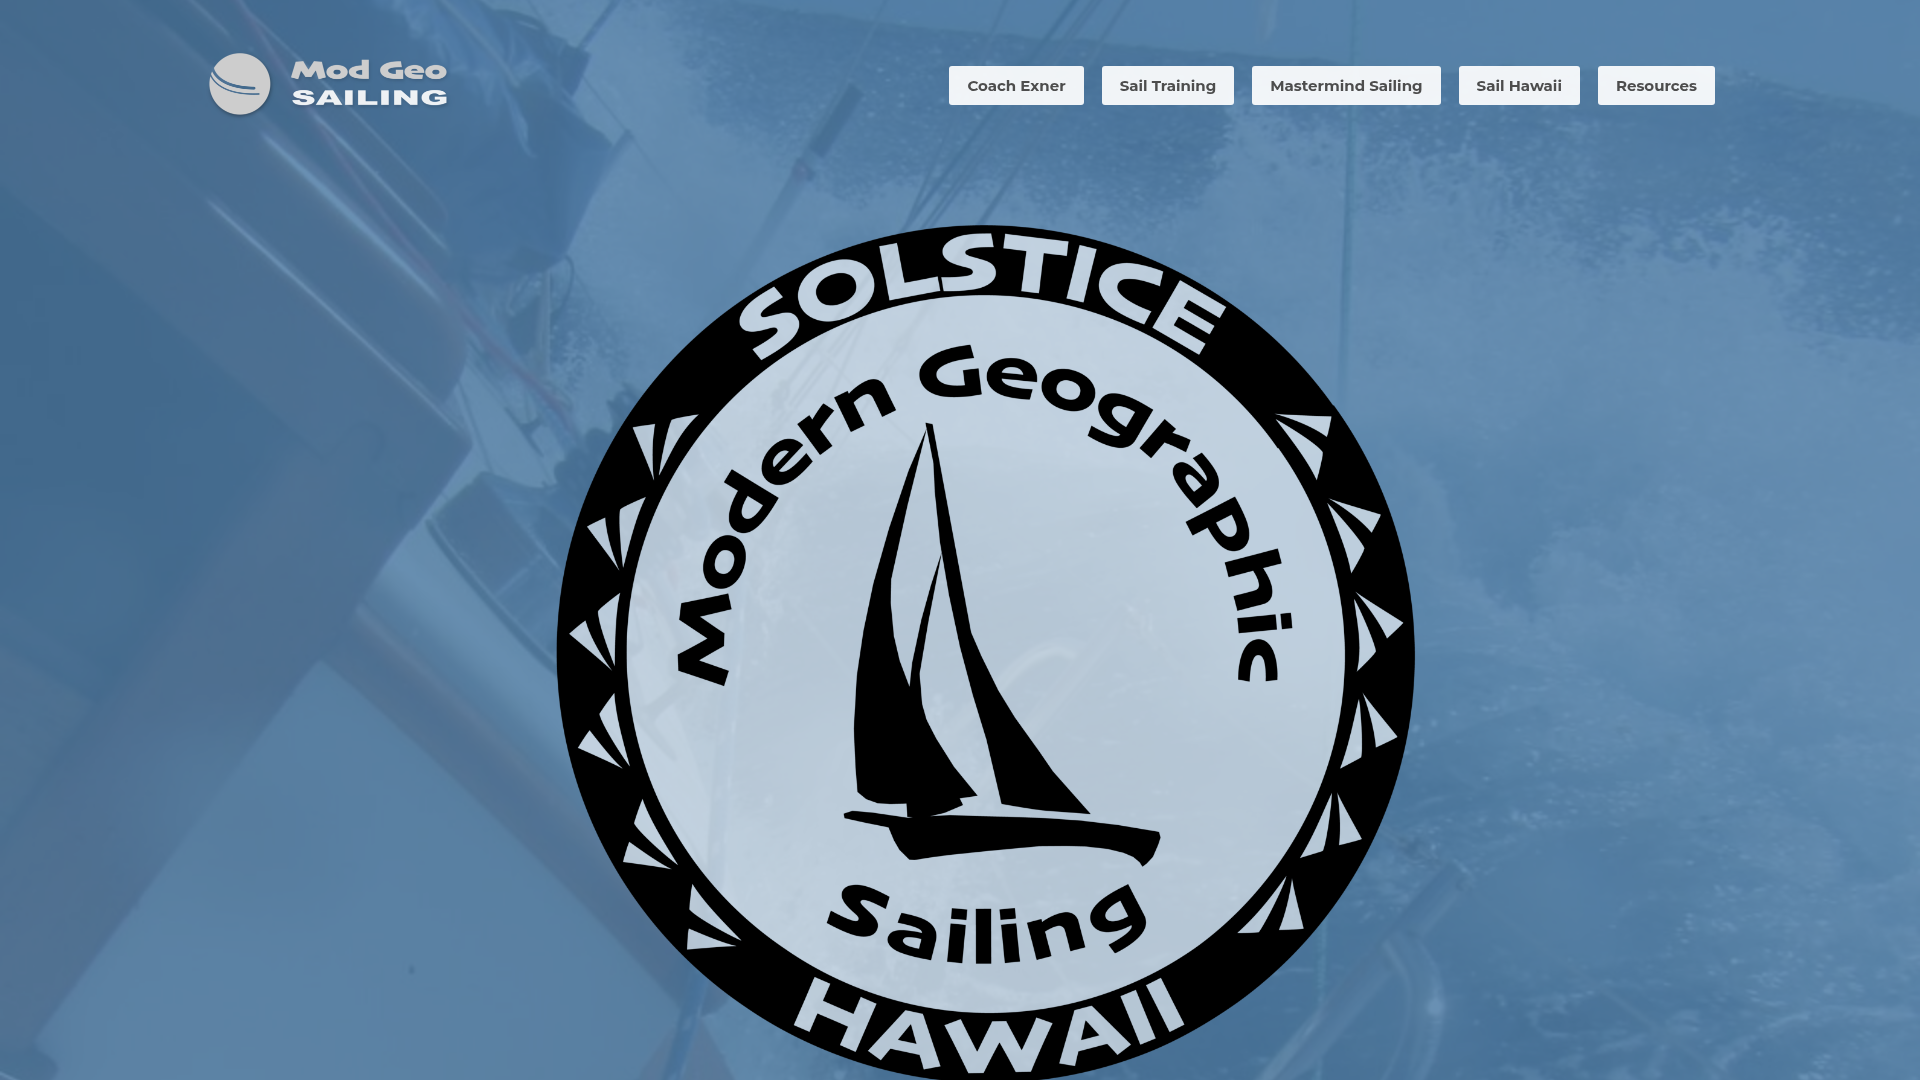 Mod Geo
SAILING
Coach Exner
Sail Training
Mastermind Sailing
Sail Hawaii
Resources
SOLSTICE
Modern Geographic
Sailing
HAWAII